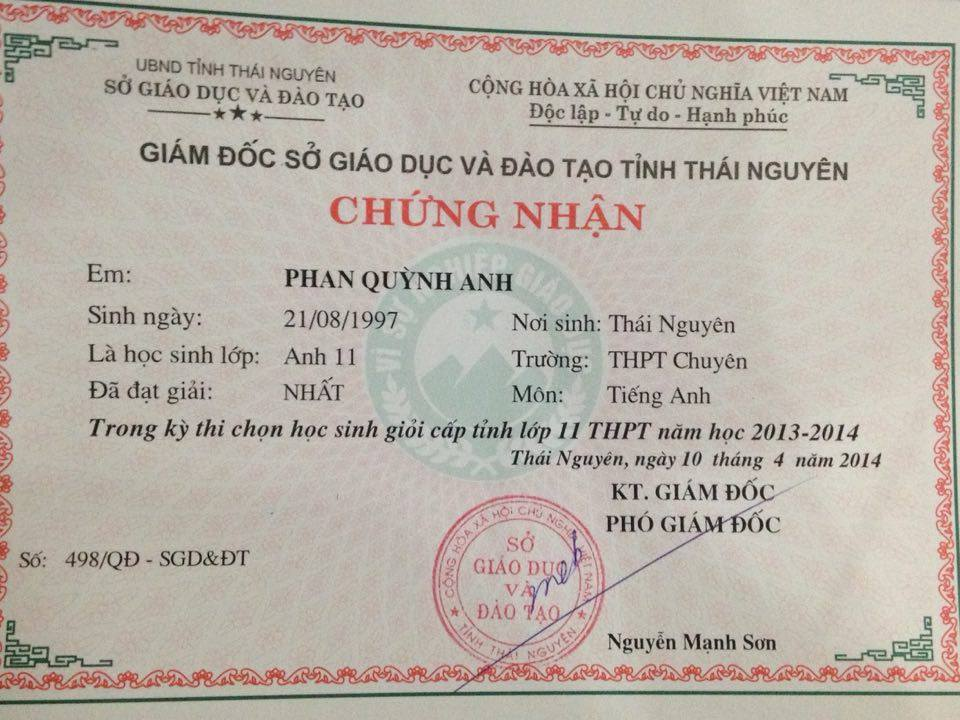 UBND TỈNH THÁI NGUYÊN
SỞ GIÁO DỤC VÀ ĐÀO TẠO
CỘNG HÒA XÃ HỘI CHỦ NGHĨA VIỆT NAM
Độc lập - Tự do - Hạnh phúc
GIÁM ĐỐC SỞ GIÁO DỤC VÀ ĐÀO TẠO TỈNH THÁI NGUYÊN
CHỨNG NHẬN
Em: PHAN QUỲNH ANH
Sinh ngày: 21/08/1997 Nơi sinh: Thái Nguyên
Là học sinh lớp: Anh 11 Trường: THPT Chuyên
Đã đạt giải: NHẤT Môn: Tiếng Anh
Trong kỳ thi chọn học sinh giỏi cấp tỉnh lớp 11 THPT năm học 2013-2014
Thái Nguyên, ngày 10 tháng 4 năm 2014
KT. GIÁM ĐỐC
PHÓ GIÁM ĐỐC
Số: 498/QĐ - SGD&ĐT
CỘNG HÒA XÃ HỘI CHỦ NGHĨA VIỆT NAM
SỞ
GIÁO DỤC
VÀ
ĐÀO TẠO
TỈNH THÁI NGUYÊN
Nguyễn Mạnh Sơn
VÌ SỰ NGHIỆP GIÁO